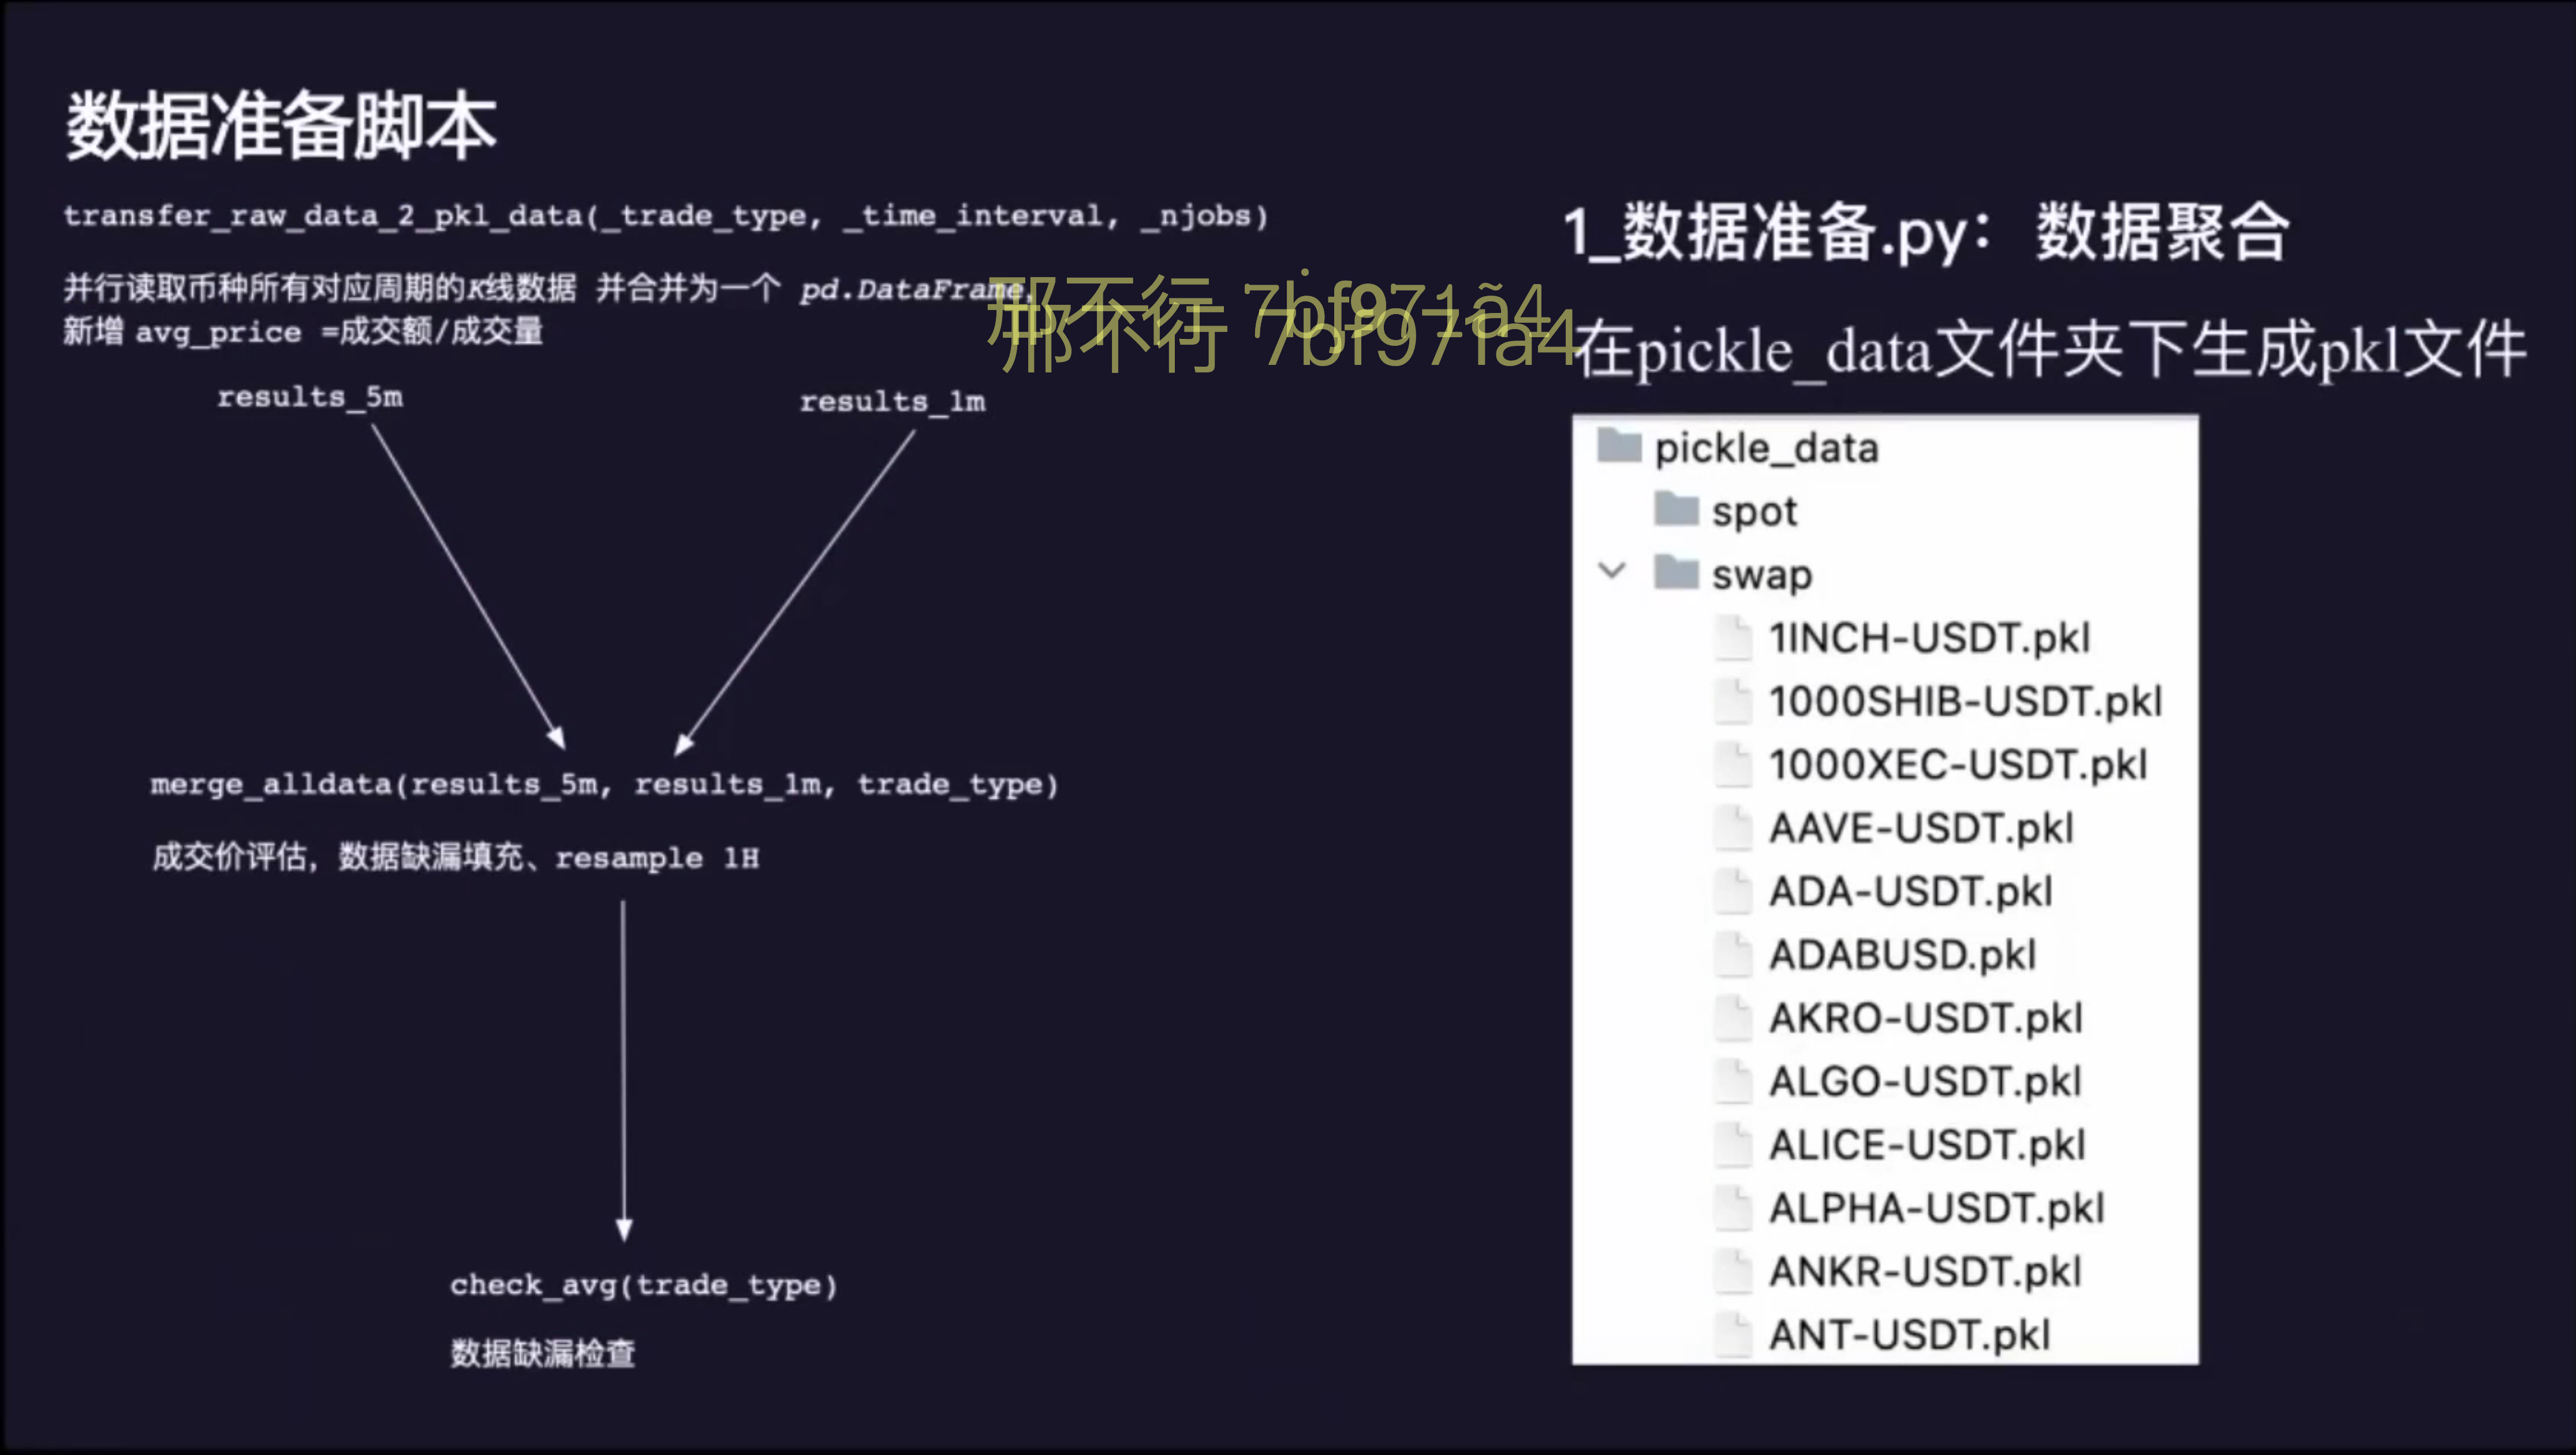 数据准备脚本
transfer_raw_data_2_pkl_data(_trade_type, _time_interval, _njobs)
并行读取币种所有对应周期的K线数据 并合并为一个 pd.DataFrame,
新增 avg_price =成交额/成交量
results_5m
results_1m
merge_alldata(results_5m, results_1m, trade_type)
成交价评估，数据缺漏填充、resample 1H
check_avg(trade_type)
数据缺漏检查
邢不行 7bf971a4
邢不行 7bf971a4
1_数据准备.py：数据聚合
在pickle_data文件夹下生成pkl文件
pickle_data
spot
swap
1INCH-USDT.pkl
1000SHIB-USDT.pkl
1000XEC-USDT.pkl
AAVE-USDT.pkl
ADA-USDT.pkl
ADABUSD.pkl
AKRO-USDT.pkl
ALGO-USDT.pkl
ALICE-USDT.pkl
ALPHA-USDT.pkl
ANKR-USDT.pkl
ANT-USDT.pkl